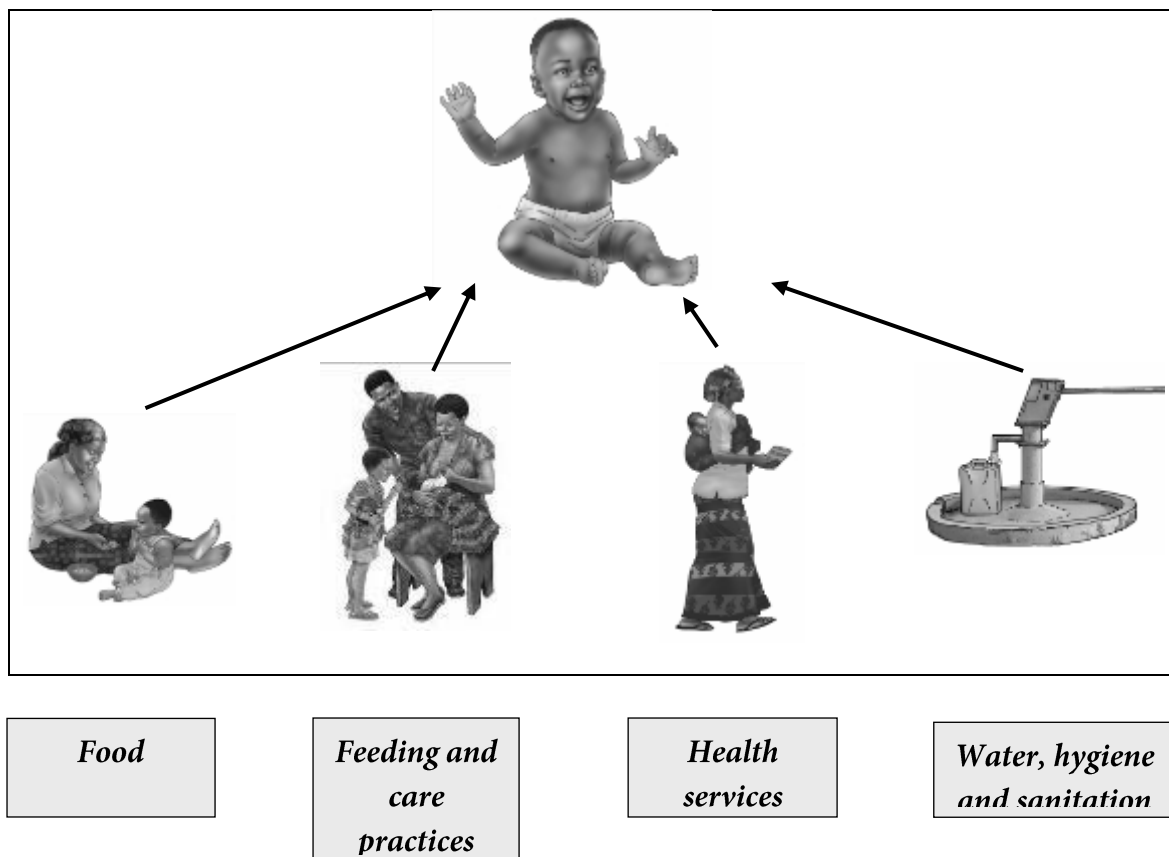 Food
Feeding and
care
practices
Health
services
Water, hygiene
and sanitation